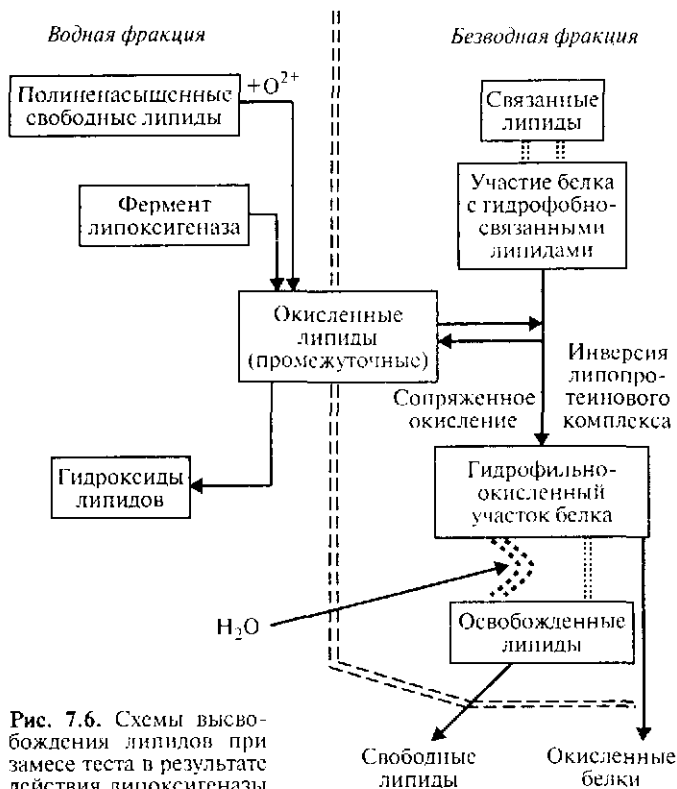 Водная фракция
Безводная фракция
Полиненасыщенные
свободные липиды
+O²⁺
Связанные
липиды
Фермент
липоксигеназа
Участие белка
с гидрофобно-
связанными
липидами
Окисленные
липиды
(промежуточные)
Сопряженное
окисление
Инверсия
липопро-
теинового
комплекса
Гидроксиды
липидов
Гидрофильно-
окисленный
участок белка
H₂O
Освобожденные
липиды
Свободные
липиды
Окисленные
белки
Рис. 7.6. Схемы высво-
бождения липидов при
замесе теста в результате
действия липоксигеназы